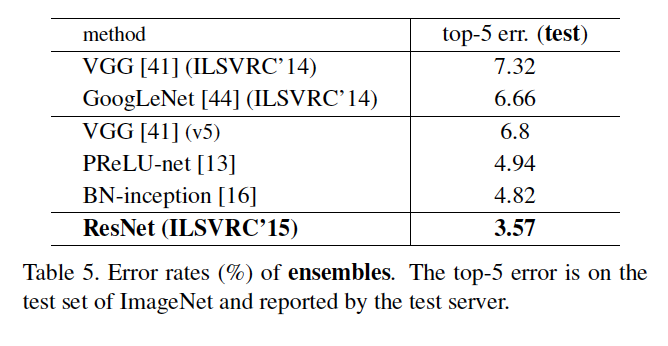 method top-5 err. (test)
VGG [41] (ILSVRC’14) 7.32
GoogLeNet [44] (ILSVRC’14) 6.66
VGG [41] (v5) 6.8
PReLU-net [13] 4.94
BN-inception [16] 4.82
ResNet (ILSVRC’15) 3.57
Table 5. Error rates (%) of ensembles. The top-5 error is on the
test set of ImageNet and reported by the test server.